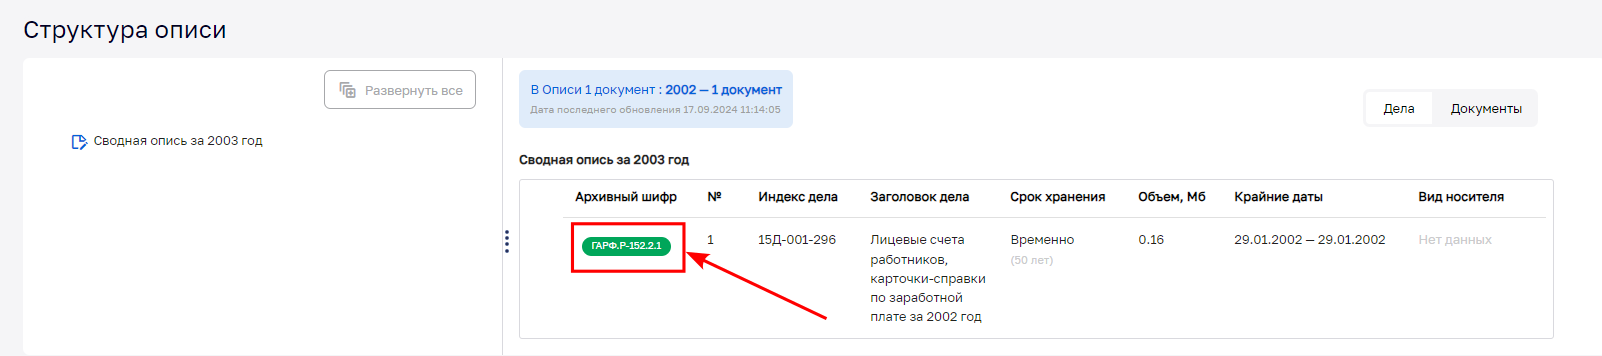 Структура описи
Развернуть все
Сводная опись за 2003 год
В Описи 1 документ : 2002 — 1 документ
Дата последнего обновления 17.09.2024 11:14:05
Дела
Документы
Сводная опись за 2003 год
Архивный шифр № Индекс дела Заголовок дела Срок хранения Объем, Мб Крайние даты Вид носителя
ГАРФ.Р-152.2.1 1 15Д-001-296 Лицевые счета Временно 0.16 29.01.2002 — 29.01.2002 Нет данных
работников, (50 лет)
карточки-справки
по заработной
плате за 2002 год